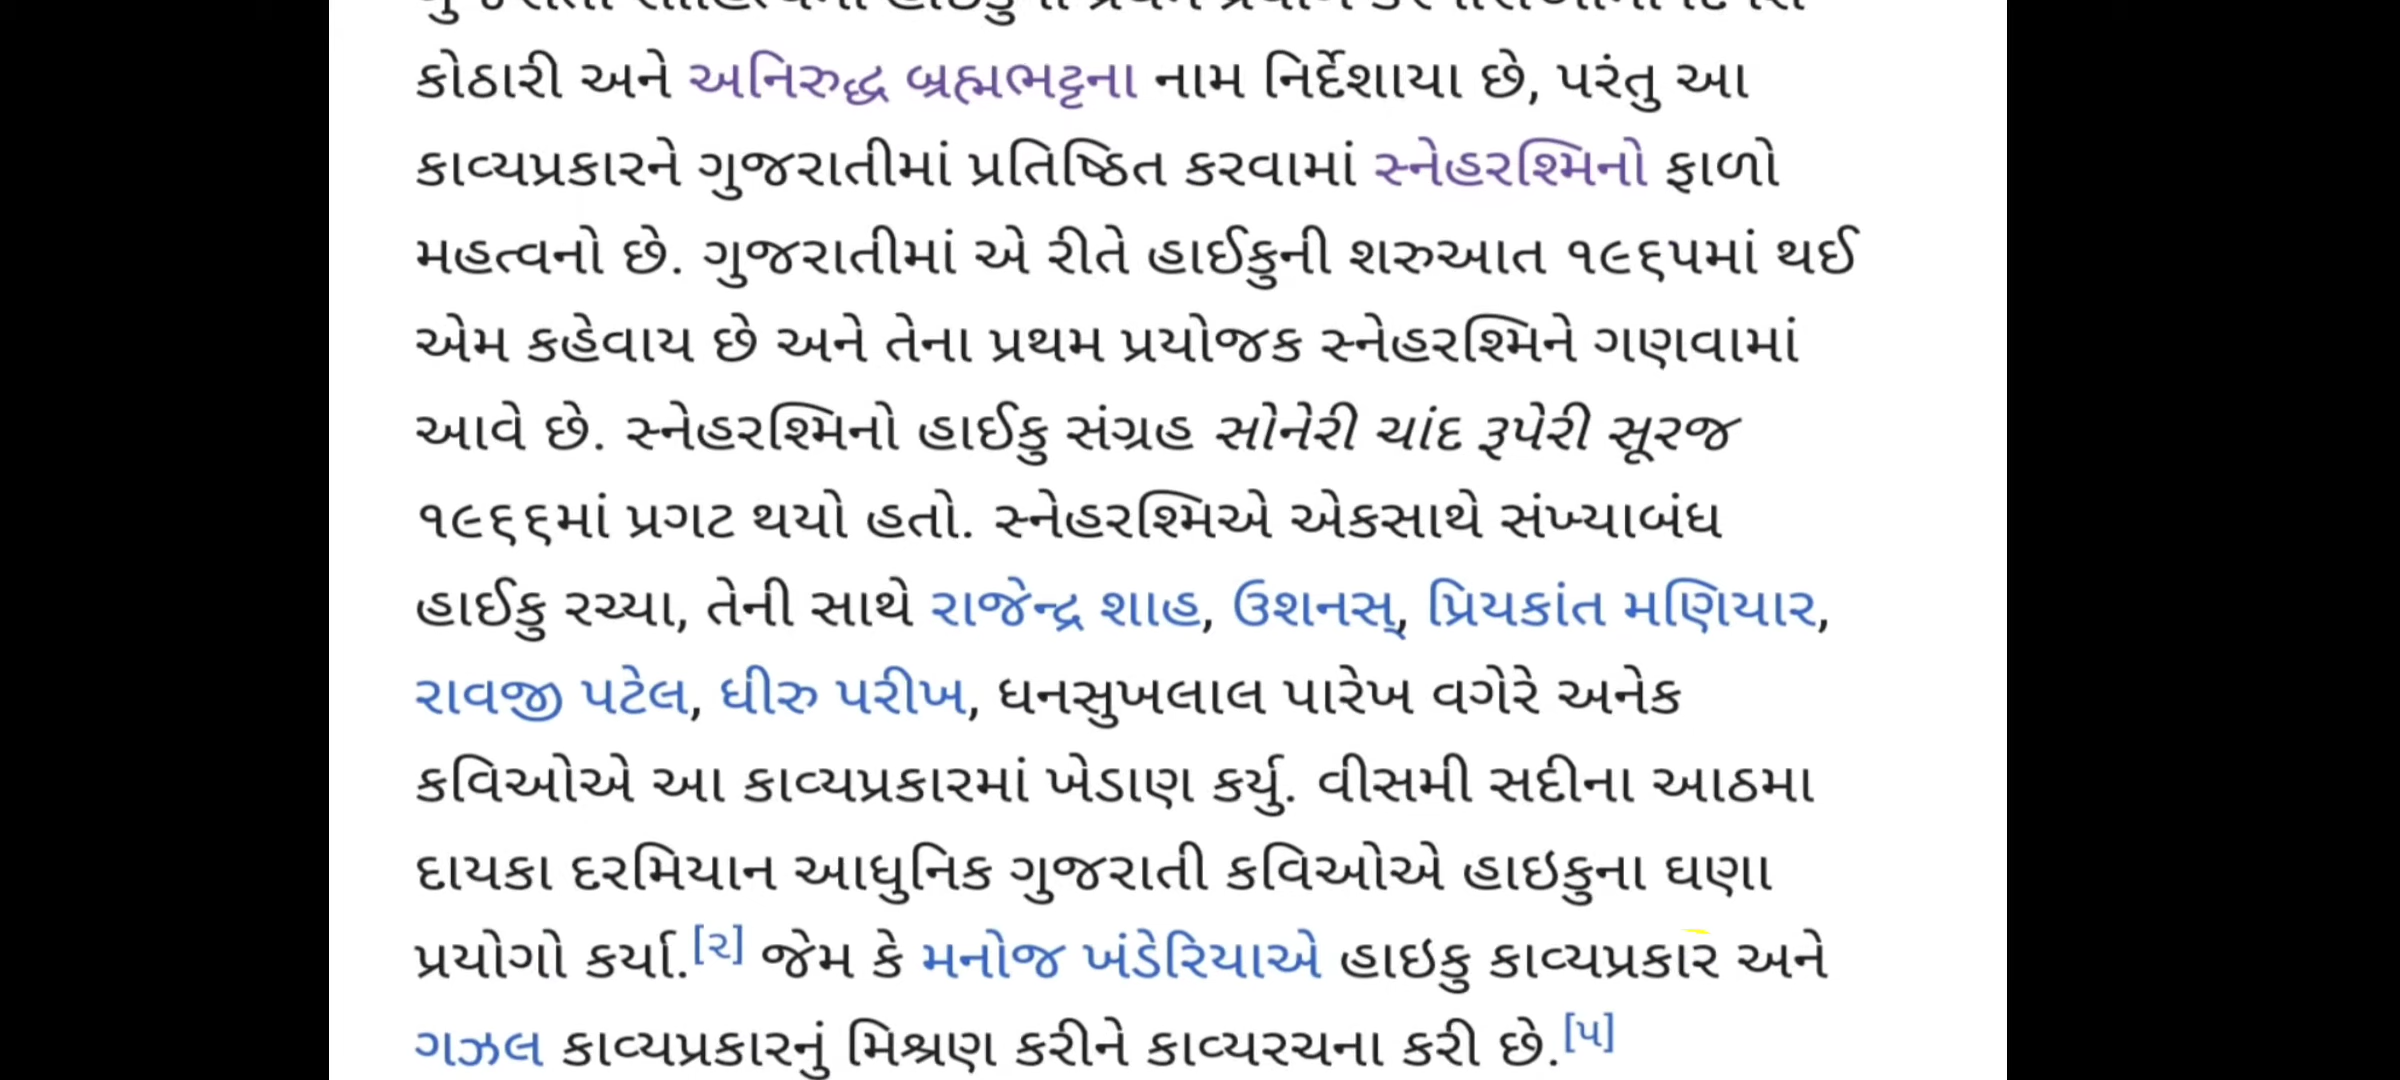 કોઠારી અને અનિરુદ્ધ બ્રહ્મભટ્ટના નામ નિર્દેશાયા છે, પરંતુ આ
કાવ્યપ્રકારને ગુજરાતીમાં પ્રતિષ્ઠિત કરવામાં સ્નેહરશ્મિનો ફાળો
મહત્વનો છે. ગુજરાતીમાં એ રીતે હાઈકુની શરુઆત ૧૯૬૫માં થઈ
એમ કહેવાય છે અને તેના પ્રથમ પ્રયોજક સ્નેહરશ્મિને ગણવામાં
આવે છે. સ્નેહરશ્મિનો હાઈકુ સંગ્રહ સોનેરી ચાંદ રૂપેરી સૂરજ
૧૯૬૬માં પ્રગટ થયો હતો. સ્નેહરશ્મિએ એકસાથે સંખ્યાબંધ
હાઈકુ રચ્યા, તેની સાથે રાજેન્દ્ર શાહ, ઉશનસ્, પ્રિયકાંત મણિયાર,
રાવજી પટેલ, ધીરુ પરીખ, ધનસુખલાલ પારેખ વગેરે અનેક
કવિઓએ આ કાવ્યપ્રકારમાં ખેડાણ કર્યુ. વીસમી સદીના આઠમા
દાયકા દરમિયાન આધુનિક ગુજરાતી કવિઓએ હાઇકુના ઘણા
પ્રયોગો કર્યા.[૨] જેમ કે મનોજ ખંડેરિયાએ હાઇકુ કાવ્યપ્રકાર અને
ગઝલ કાવ્યપ્રકારનું મિશ્રણ કરીને કાવ્યરચના કરી છે.[૫]